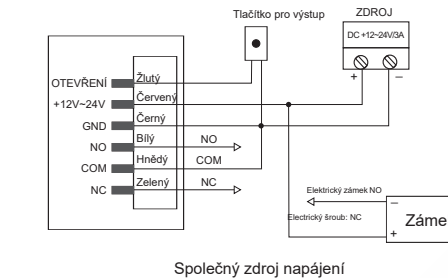 Tlačítko pro výstup
ZDROJ
DC +12~24V/3A
+ –
OTEVŘENÍ Žlutý
+12V~24V Červený
GND Černý
NO Bílý NO
COM Hnědý COM
NC Zelený NC
Elektrický zámek NO
Elektrický šroub: NC
–
Záme
+
Společný zdroj napájení